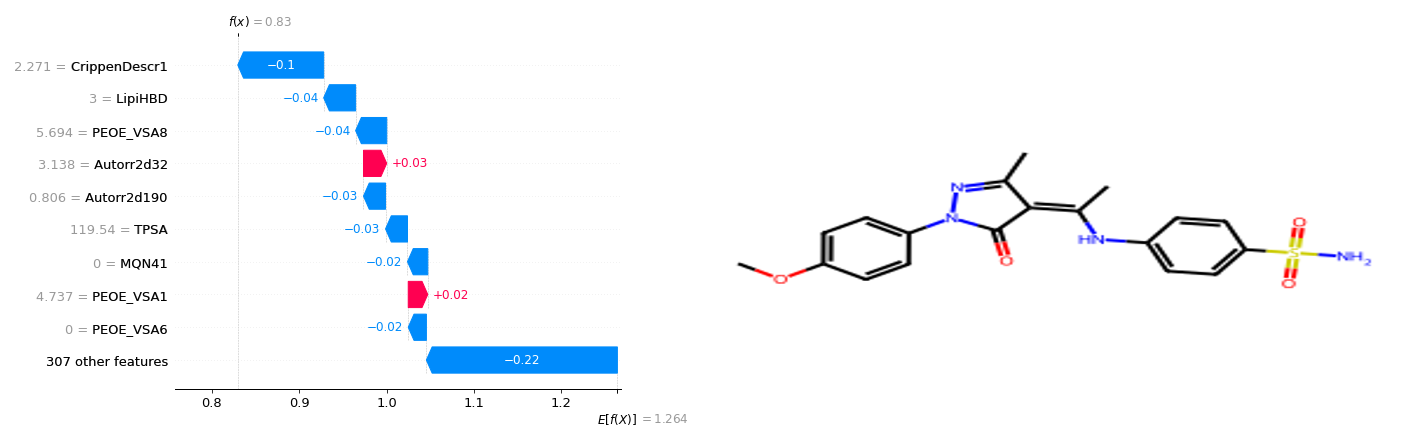 f(x) = 0.83
2.271 = CrippenDescr1
−0.1
3 = LipiHBD
−0.04
5.694 = PEOE_VSA8
−0.04
3.138 = Autorr2d32
+0.03
0.806 = Autorr2d190
−0.03
119.54 = TPSA
−0.03
0 = MQN41
−0.02
4.737 = PEOE_VSA1
+0.02
0 = PEOE_VSA6
−0.02
307 other features
−0.22
0.8 0.9 1.0 1.1 1.2
E[f(X)] = 1.264
N
N
O
O
HN
O
S
O
NH2